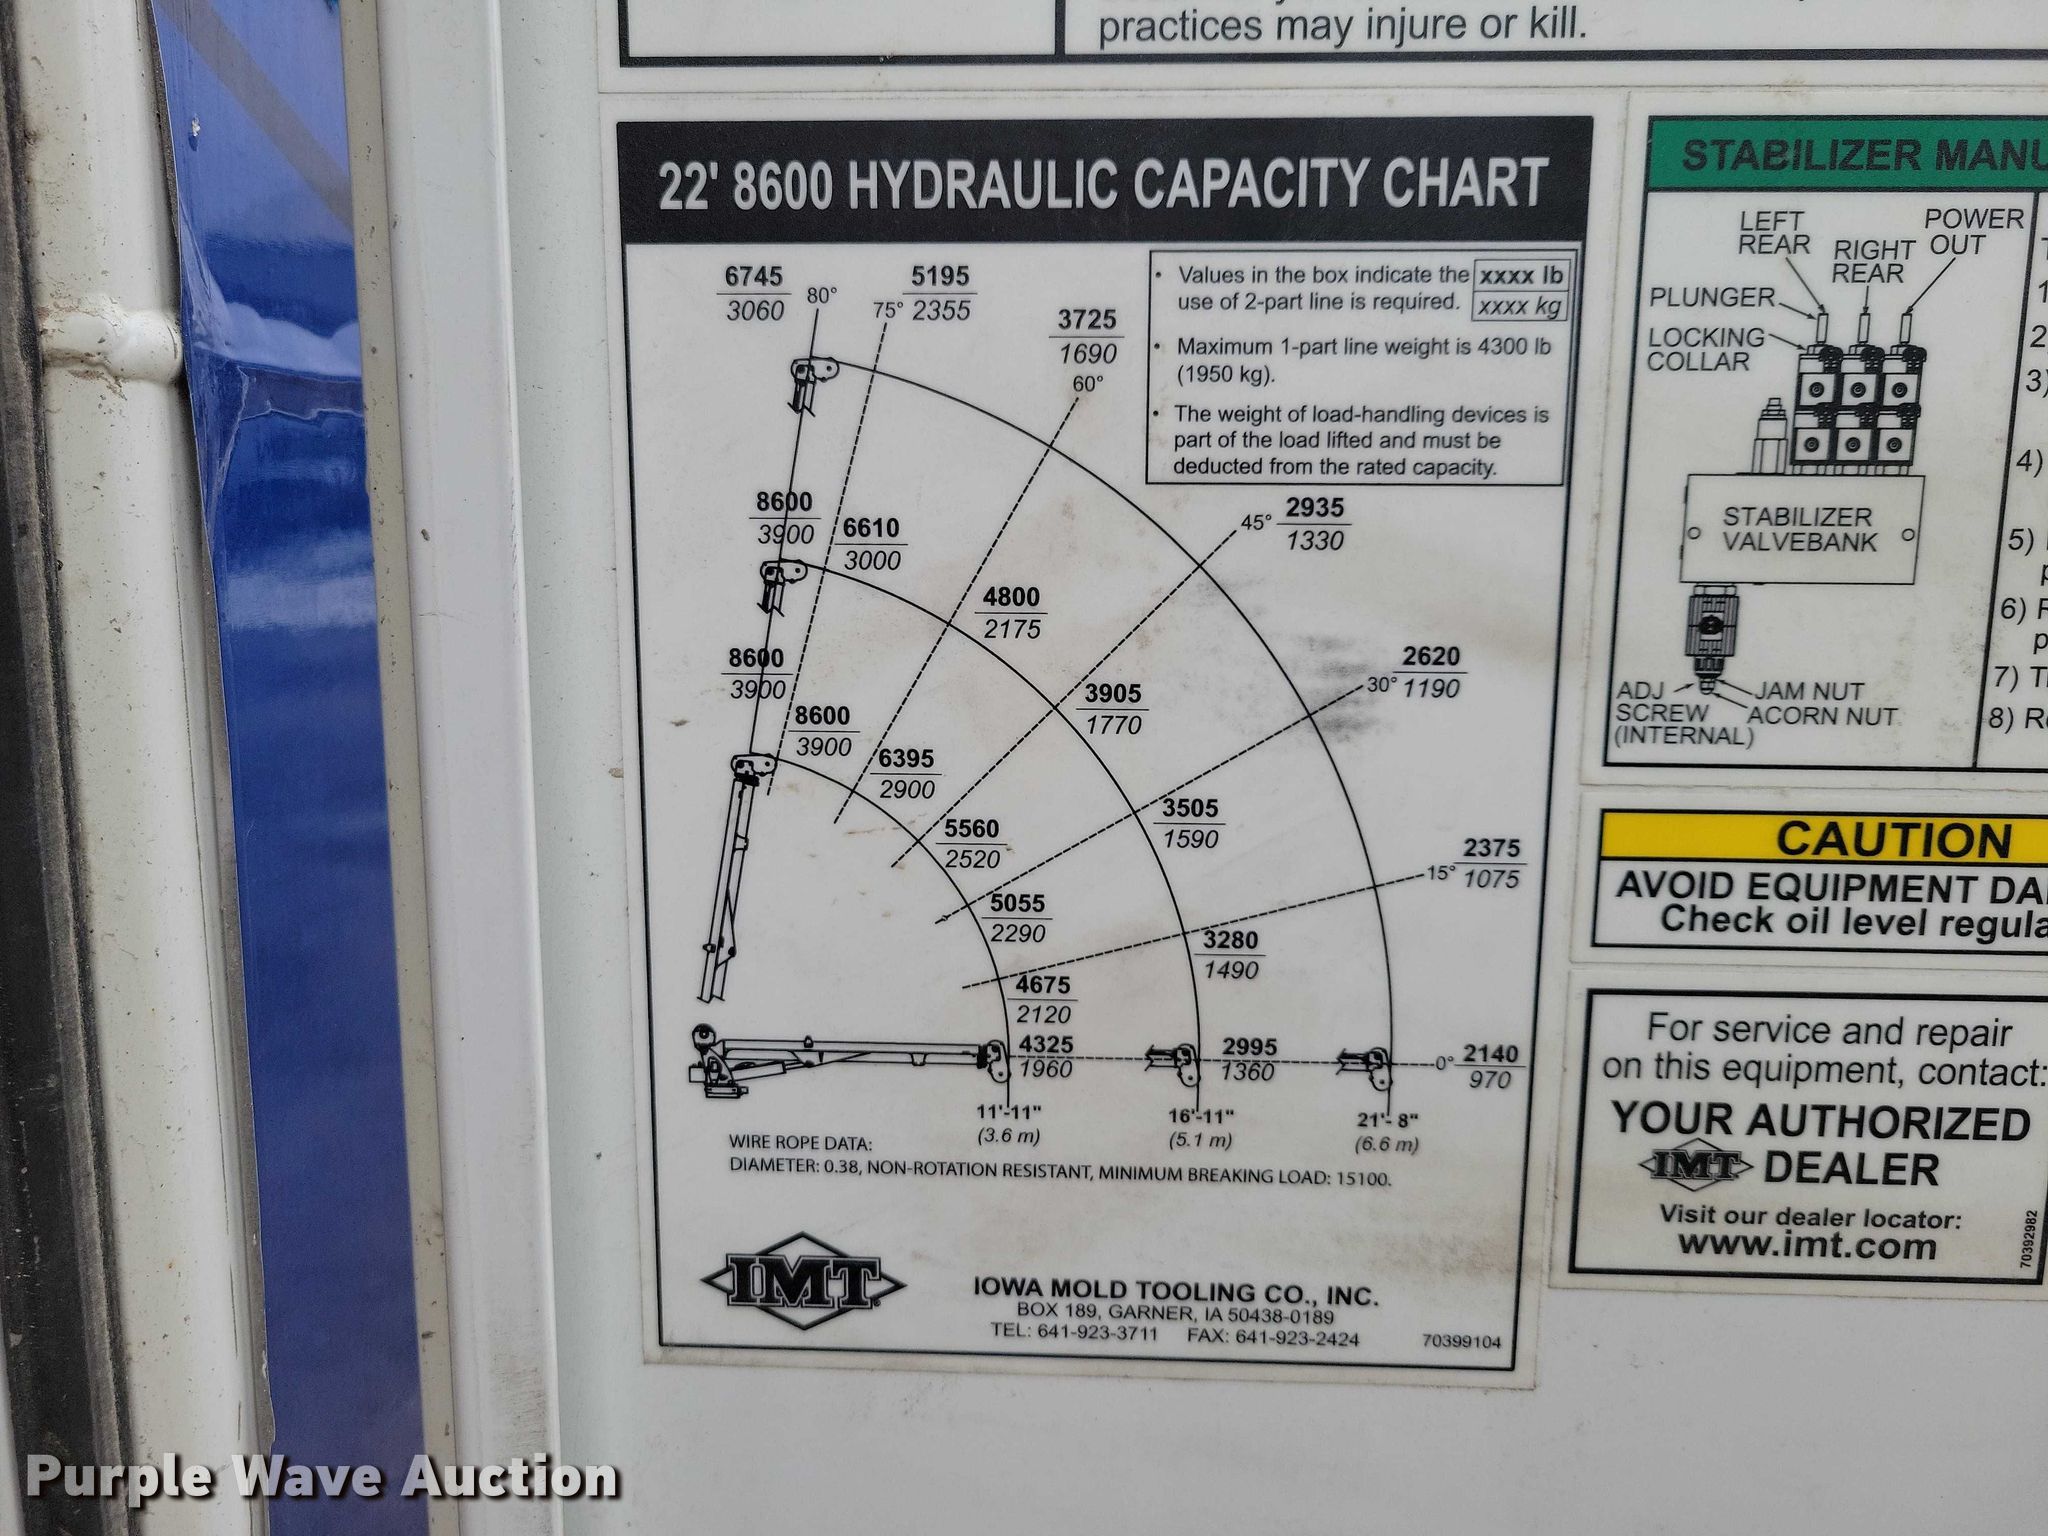 practices may injure or kill.
22' 8600 HYDRAULIC CAPACITY CHART
6745
3060
80°
5195
75° 2355
3725
1690
60°
• Values in the box indicate the
use of 2-part line is required.
xxxx lb
xxxx kg
• Maximum 1-part line weight is 4300 lb
(1950 kg).
• The weight of load-handling devices is
part of the load lifted and must be
deducted from the rated capacity.
8600
3900
6610
3000
45° 2935
1330
4800
2175
8600
3900
3905
1770
2620
30° 1190
8600
3900
6395
2900
3505
1590
5560
2520
2375
15° 1075
5055
2290
3280
1490
4675
2120
4325
1960
2995
1360
0° 2140
970
11'-11"
(3.6 m)
16'-11"
(5.1 m)
21'- 8"
(6.6 m)
WIRE ROPE DATA:
DIAMETER: 0.38, NON-ROTATION RESISTANT, MINIMUM BREAKING LOAD: 15100.
IMT
IOWA MOLD TOOLING CO., INC.
BOX 189, GARNER, IA 50438-0189
TEL: 641-923-3711 FAX: 641-923-2424
70399104
STABILIZER MANU
LEFT
REAR
RIGHT
REAR
POWER
OUT
PLUNGER
LOCKING
COLLAR
STABILIZER
VALVEBANK
ADJ
SCREW
(INTERNAL)
JAM NUT
ACORN NUT
2)
3)
4)
5)
6)
7)
8)
CAUTION
AVOID EQUIPMENT DA
Check oil level regula
For service and repair
on this equipment, contact:
YOUR AUTHORIZED
IMT DEALER
Visit our dealer locator:
www.imt.com
70392982
Purple Wave Auction